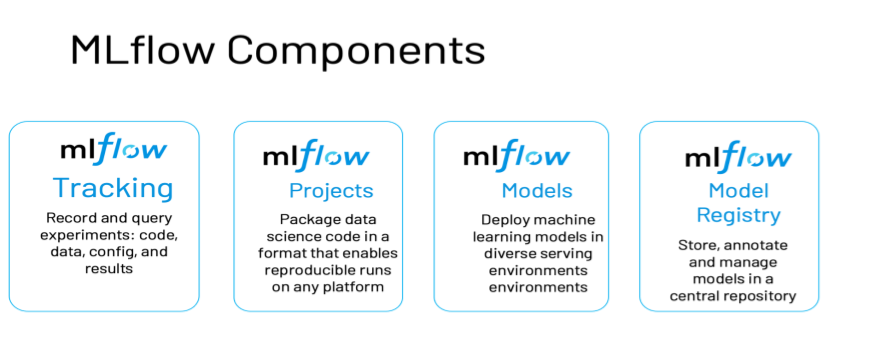 MLflow Components
mlflow
Tracking
Record and query
experiments: code,
data, config, and
results
mlflow
Projects
Package data
science code in a
format that enables
reproducible runs
on any platform
mlflow
Models
Deploy machine
learning models in
diverse serving
environments
environments
mlflow
Model
Registry
Store, annotate
and manage
models in a
central repository